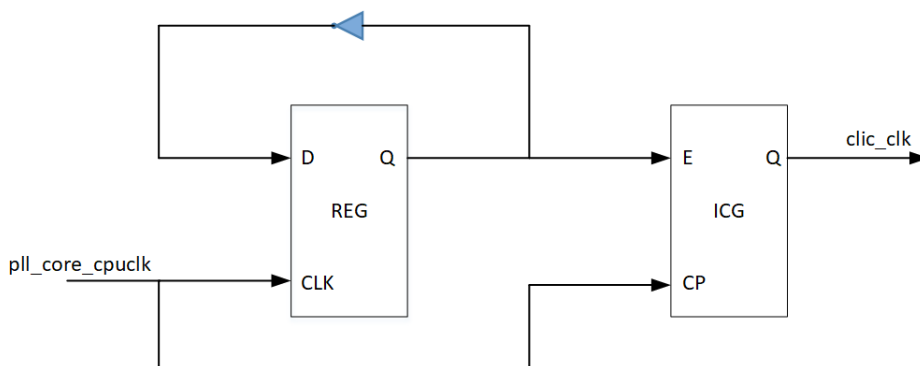 D
Q
REG
CLK
pll_core_cpuclk
E
Q
ICG
CP
clic_clk